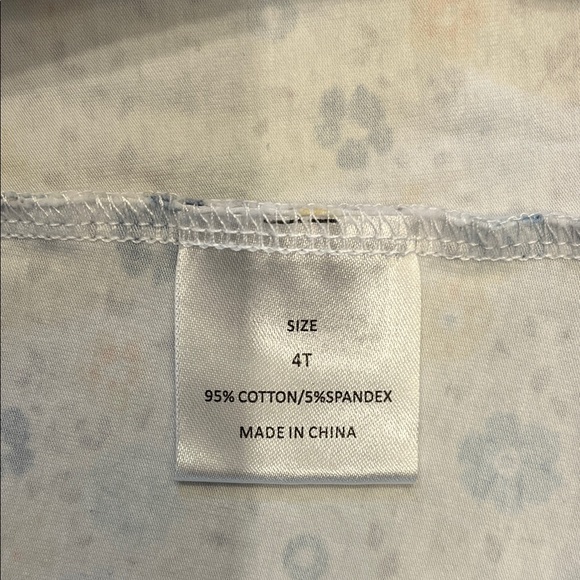 SIZE
4T
95% COTTON/5%SPANDEX
MADE IN CHINA